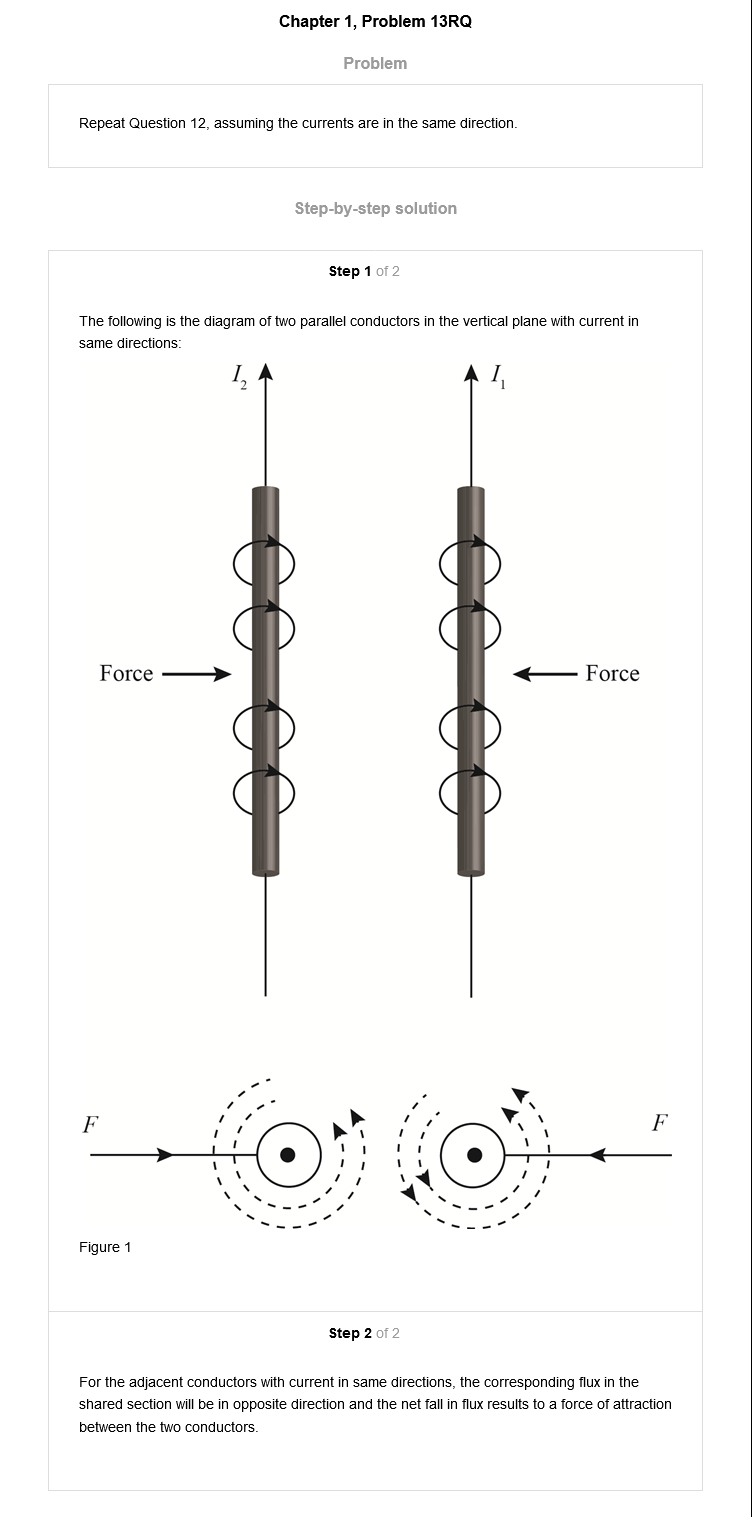 Chapter 1, Problem 13RQ
Problem
Repeat Question 12, assuming the currents are in the same direction.
Step-by-step solution
Step 1 of 2
The following is the diagram of two parallel conductors in the vertical plane with current in
same directions:
I₂ I₁
Force Force
F F
Figure 1
Step 2 of 2
For the adjacent conductors with current in same directions, the corresponding flux in the
shared section will be in opposite direction and the net fall in flux results to a force of attraction
between the two conductors.